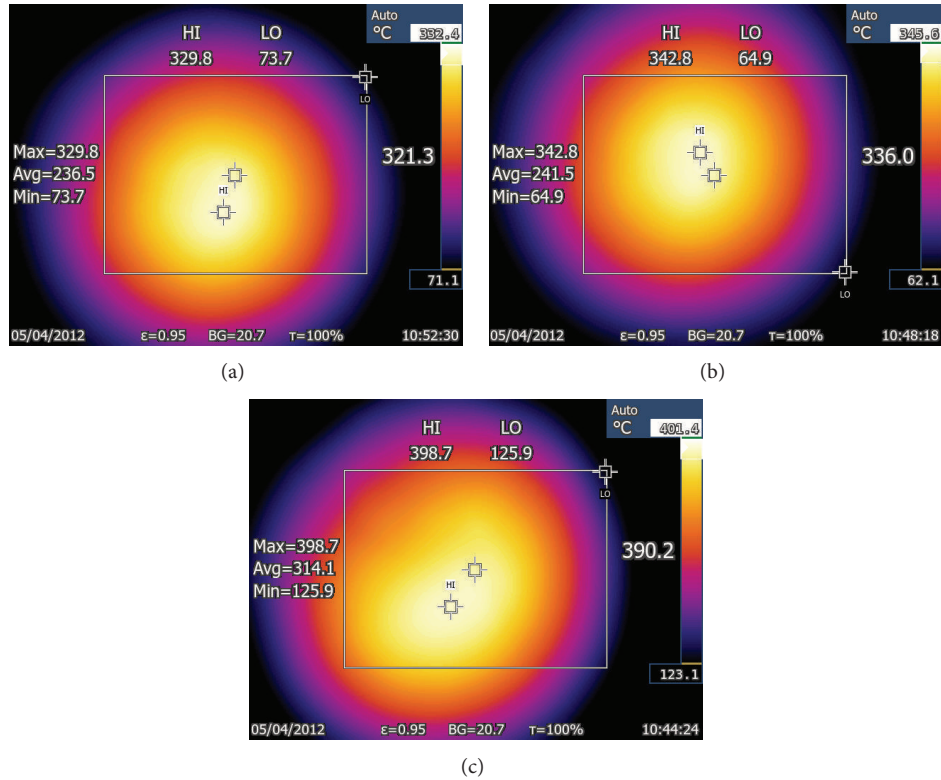 Auto
°C
332.4
HI LO
329.8 73.7
LO
Max=329.8
Avg=236.5
Min=73.7
321.3
HI
71.1
05/04/2012 ε=0.95 BG=20.7 τ=100% 10:52:30
(a)
Auto
°C
345.6
HI LO
342.8 64.9
HI
Max=342.8
Avg=241.5
Min=64.9
336.0
62.1
LO
05/04/2012 ε=0.95 BG=20.7 τ=100% 10:48:18
(b)
Auto
°C
401.4
HI LO
398.7 125.9
LO
Max=398.7
Avg=314.1
Min=125.9
390.2
HI
123.1
05/04/2012 ε=0.95 BG=20.7 τ=100% 10:44:24
(c)